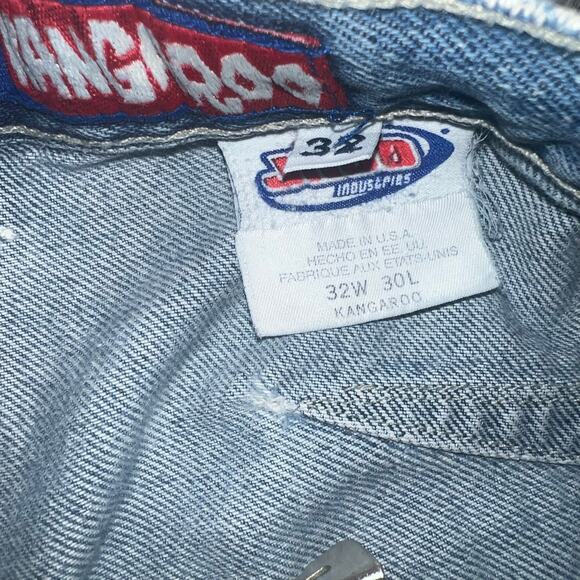 KANGAROO
32
INDUSTRIES
MADE IN U.S.A.
HECHO EN EE. UU.
FABRIQUE AUX ETATS-UNIS
32W 30L
KANGAROO